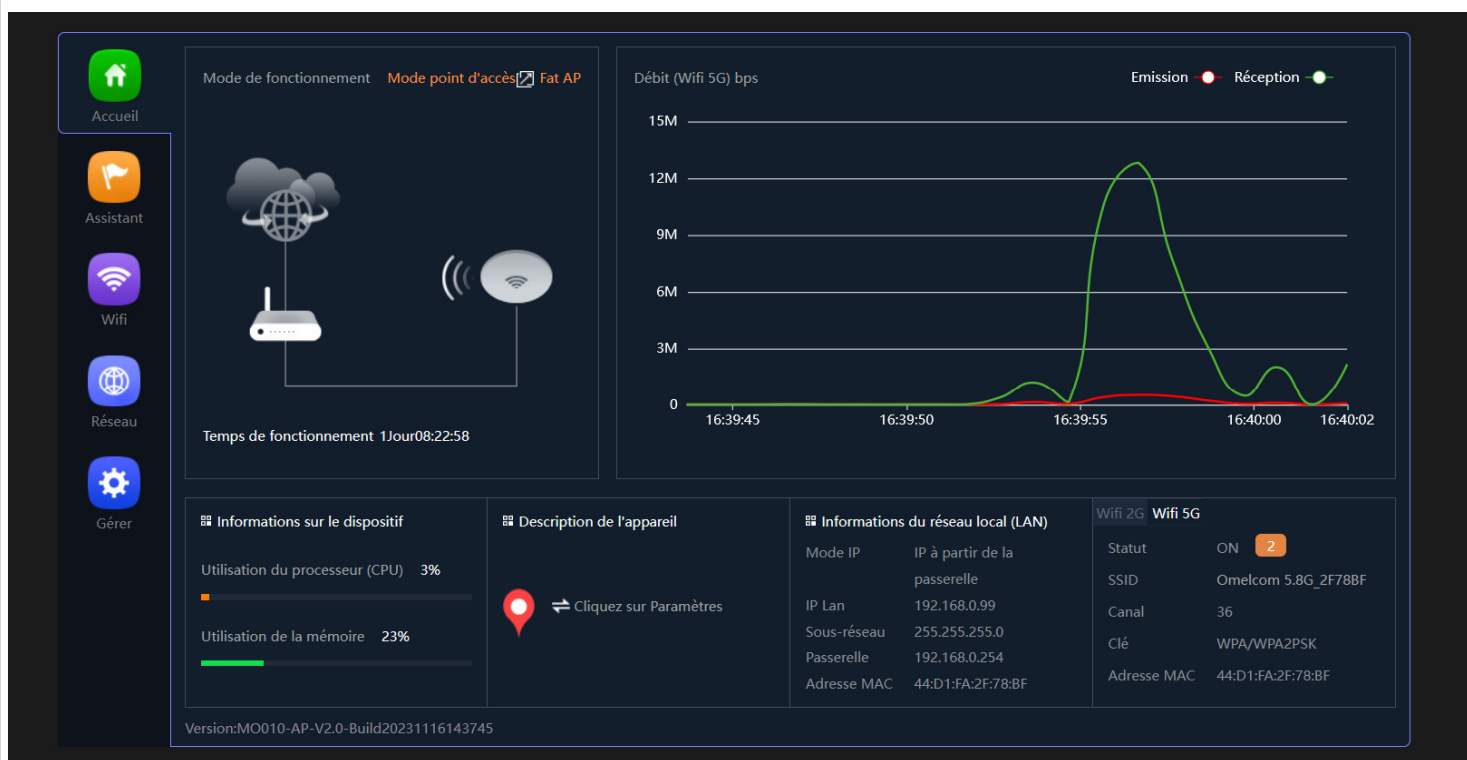 Accueil
Assistant
Wifi
Réseau
Gérer
Mode de fonctionnement Mode point d'accès Fat AP
Temps de fonctionnement 1Jour08:22:58
Débit (Wifi 5G) bps
Emission Réception
15M
12M
9M
6M
3M
0
16:39:45 16:39:50 16:39:55 16:40:00 16:40:02
Informations sur le dispositif
Utilisation du processeur (CPU) 3%
Utilisation de la mémoire 23%
Description de l'appareil
Cliquez sur Paramètres
Informations du réseau local (LAN)
Mode IP IP à partir de la
passerelle
IP Lan 192.168.0.99
Sous-réseau 255.255.255.0
Passerelle 192.168.0.254
Adresse MAC 44:D1:FA:2F:78:BF
Wifi 2G Wifi 5G
Statut ON 2
SSID Omelcom 5.8G_2F78BF
Canal 36
Clé WPA/WPA2PSK
Adresse MAC 44:D1:FA:2F:78:BF
Version:MO010-AP-V2.0-Build20231116143745